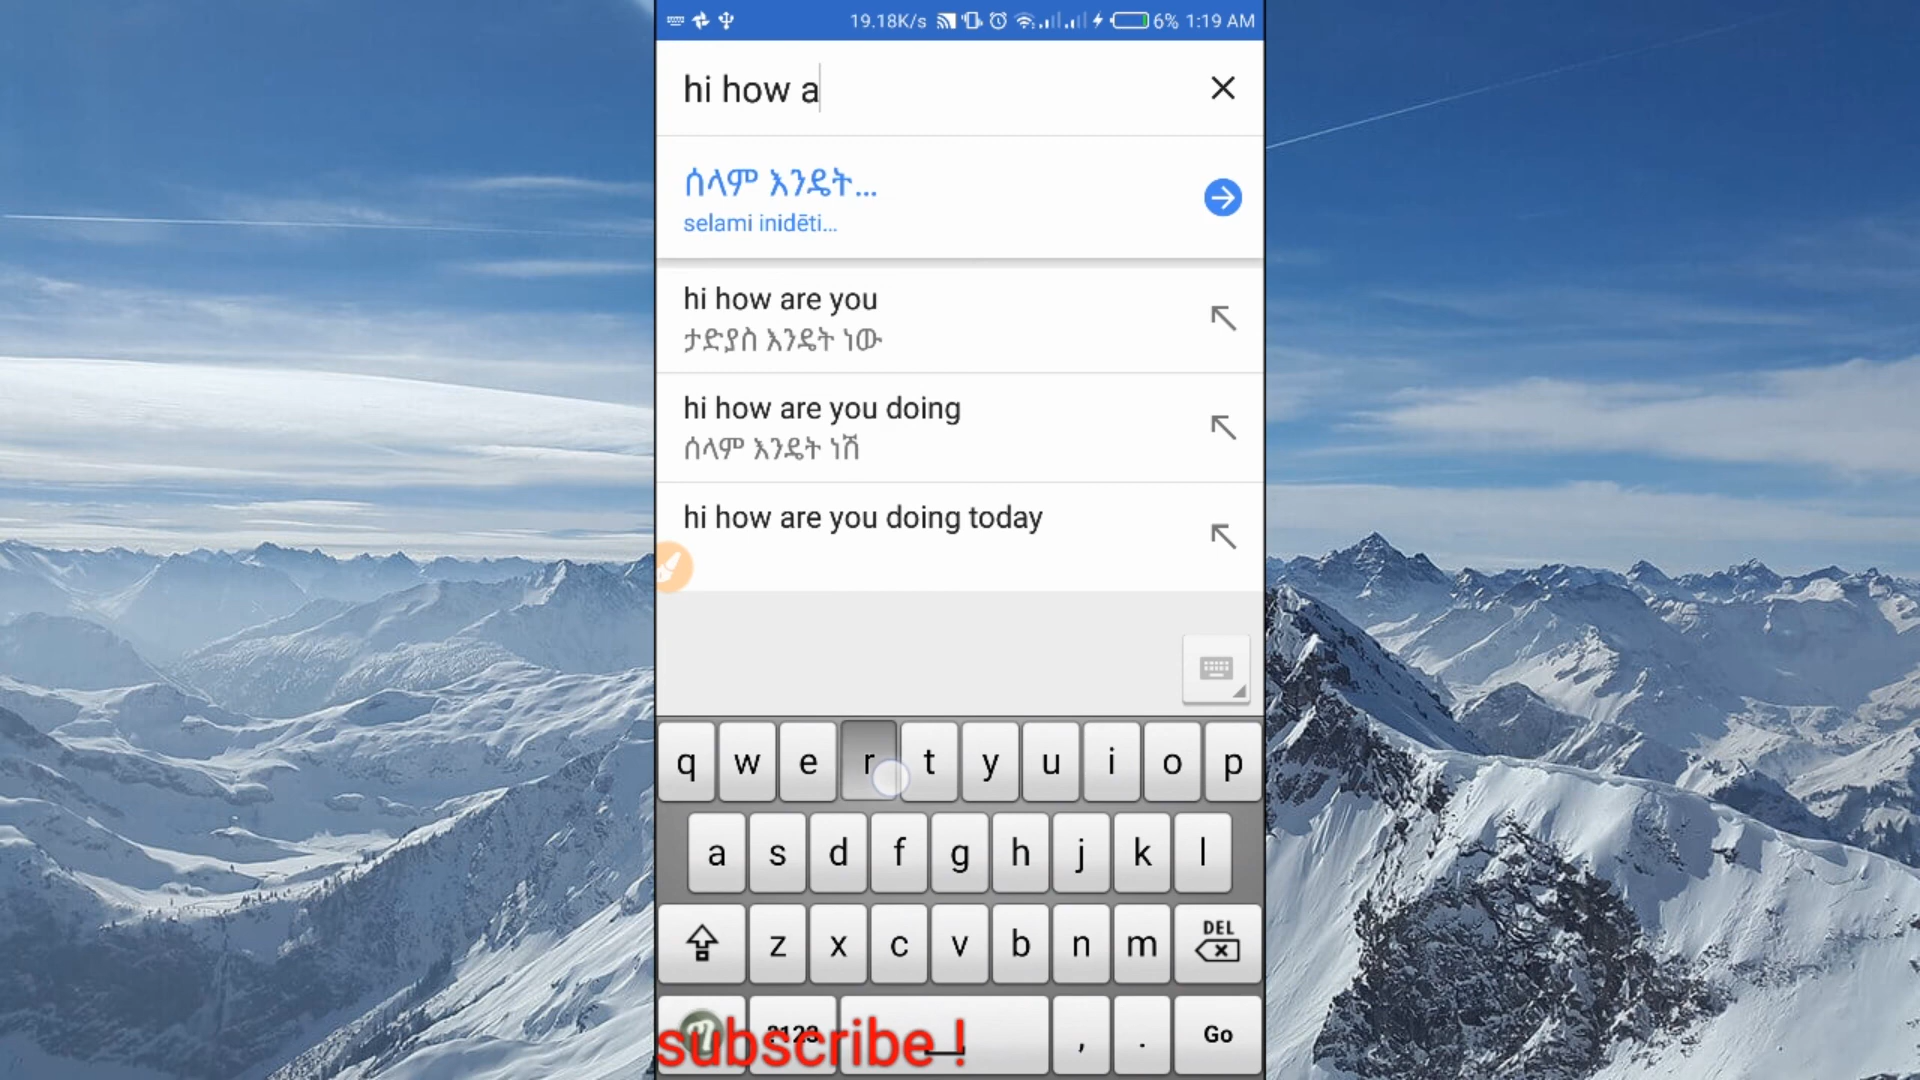 19.18K/s 6% 1:19 AM
hi how a
ሰላም እንዴት...
selami inidēti...
hi how are you
ታድያስ እንዴት ነው
hi how are you doing
ሰላም እንዴት ነሽ
hi how are you doing today
q w e r t y u i o p
a s d f g h j k l
DEL
z x c v b n m
?123 , . Go
subscribe !